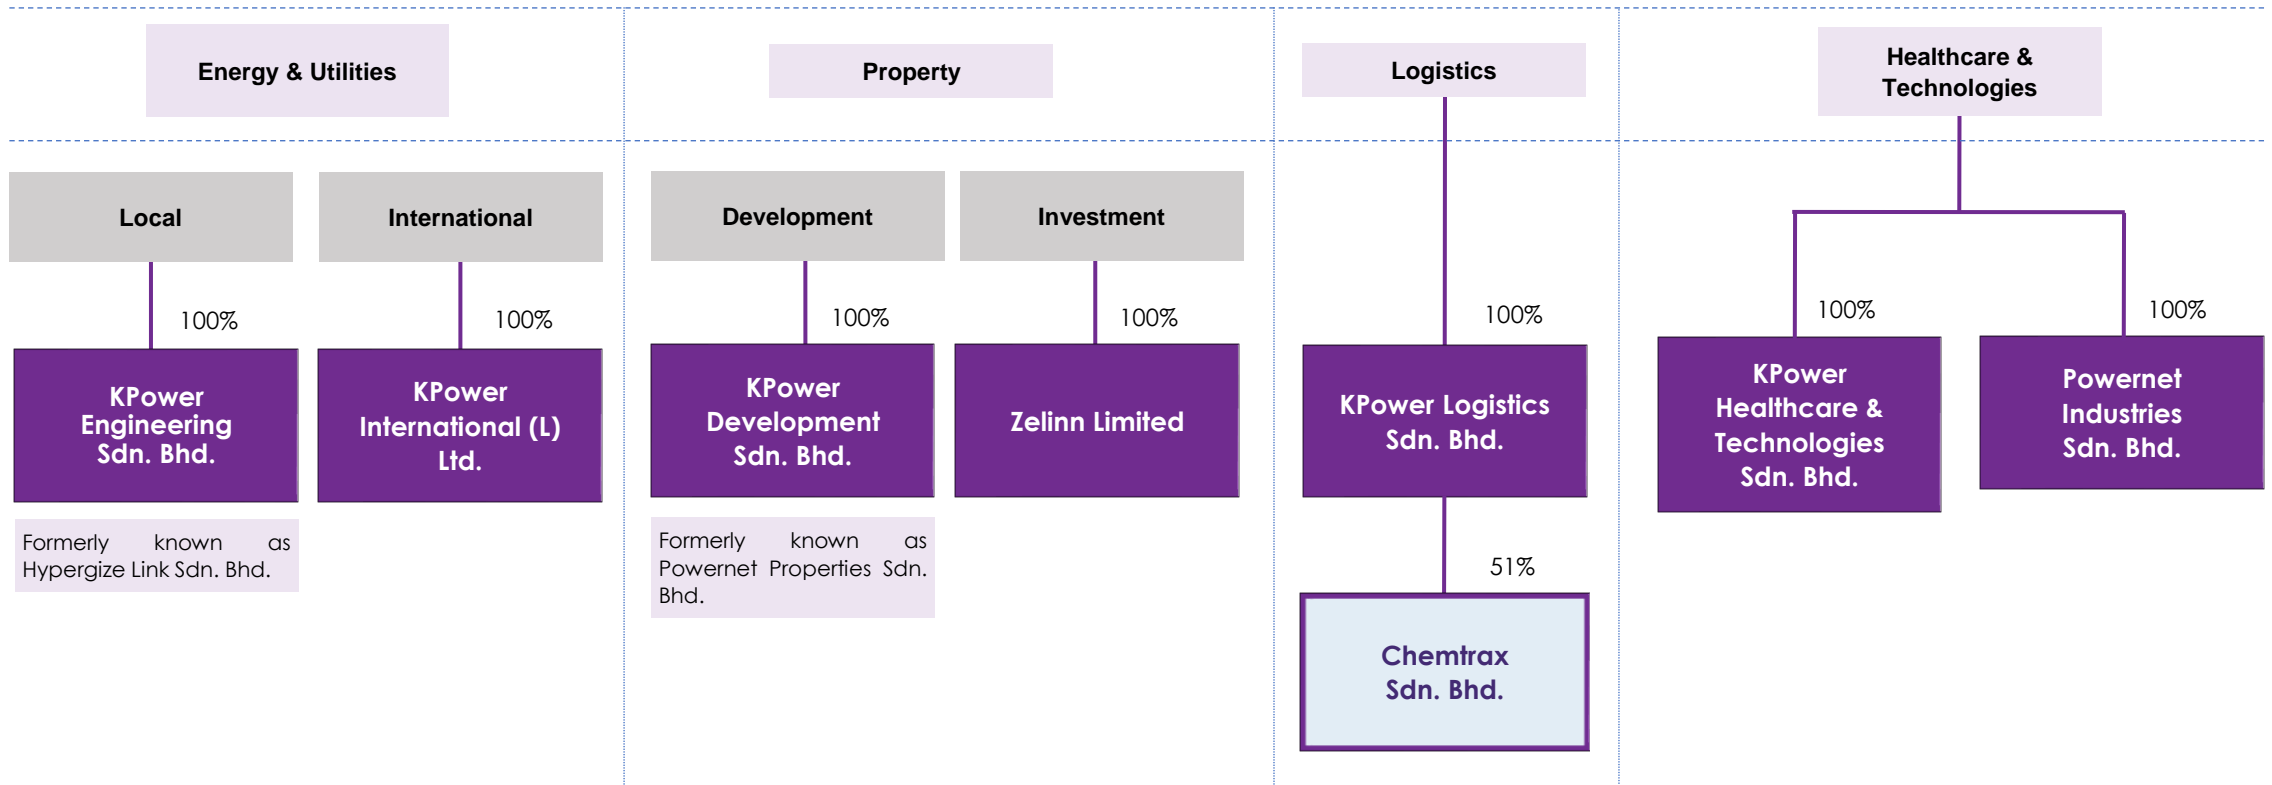 Energy & Utilities
Property
Logistics
Healthcare &
Technologies
Local
International
Development
Investment
100%
100%
100%
100%
100%
100%
100%
KPower
Engineering
Sdn. Bhd.
KPower
International (L)
Ltd.
KPower
Development
Sdn. Bhd.
Zelinn Limited
KPower Logistics
Sdn. Bhd.
KPower
Healthcare &
Technologies
Sdn. Bhd.
Powernet
Industries
Sdn. Bhd.
Formerly known as
Hypergize Link Sdn. Bhd.
Formerly known as
Powernet Properties Sdn.
Bhd.
51%
Chemtrax
Sdn. Bhd.